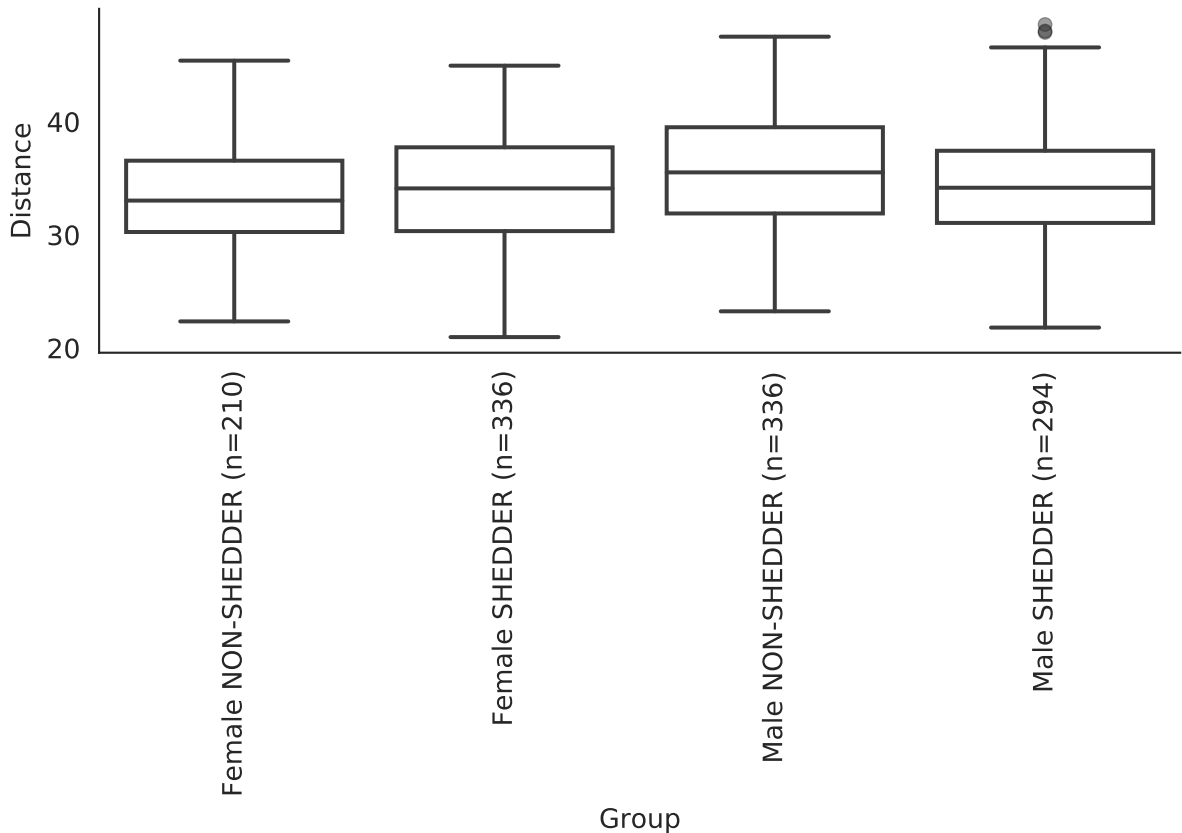 Distance
40
30
20
Female NON-SHEDDER (n=210)
Female SHEDDER (n=336)
Male NON-SHEDDER (n=336)
Male SHEDDER (n=294)
Group